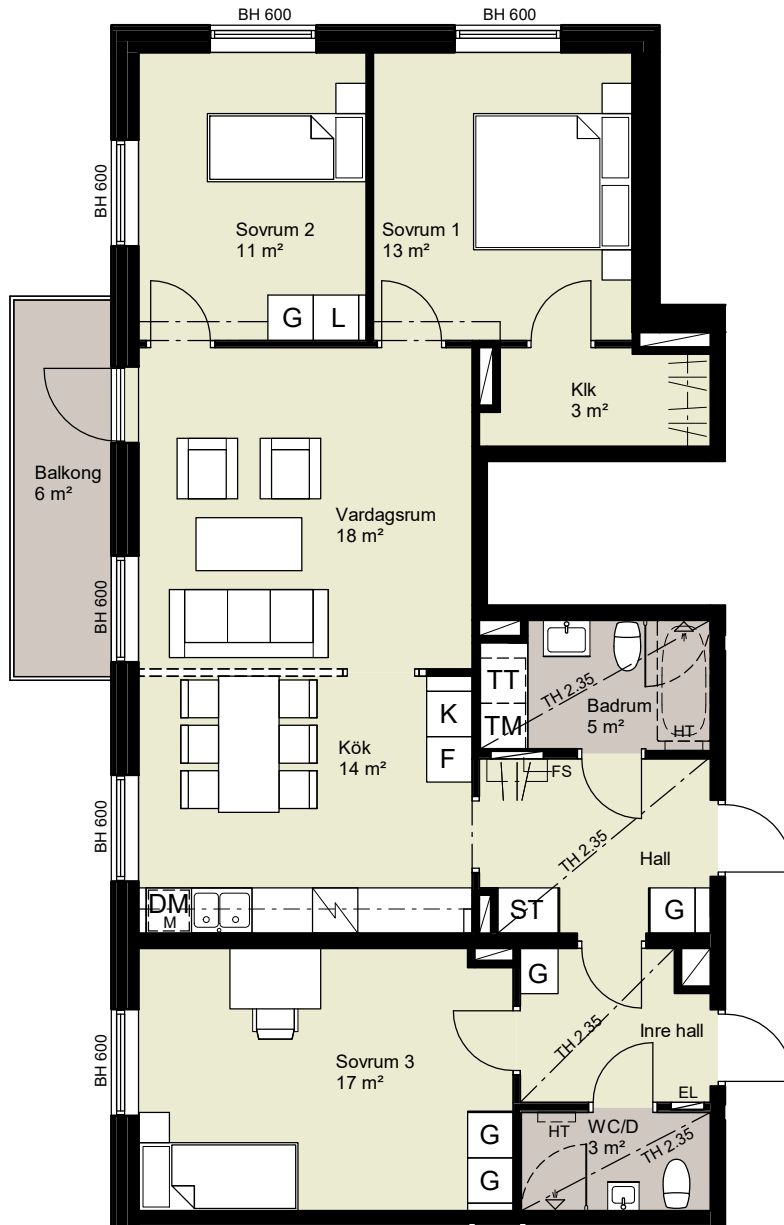 BH 600
BH 600
BH 600
Sovrum 2
11 m²
Sovrum 1
13 m²
G
L
Klk
3 m²
Balkong
6 m²
Vardagsrum
18 m²
BH 600
TT
TM
TH 2.35
Badrum
5 m²
HT
K
F
Kök
14 m²
FS
BH 600
TH 2.35
Hall
DM
M
ST
G
G
TH 2.35
Inre hall
BH 600
Sovrum 3
17 m²
EL
HT
WC/D
3 m²
TH 2.35
G
G